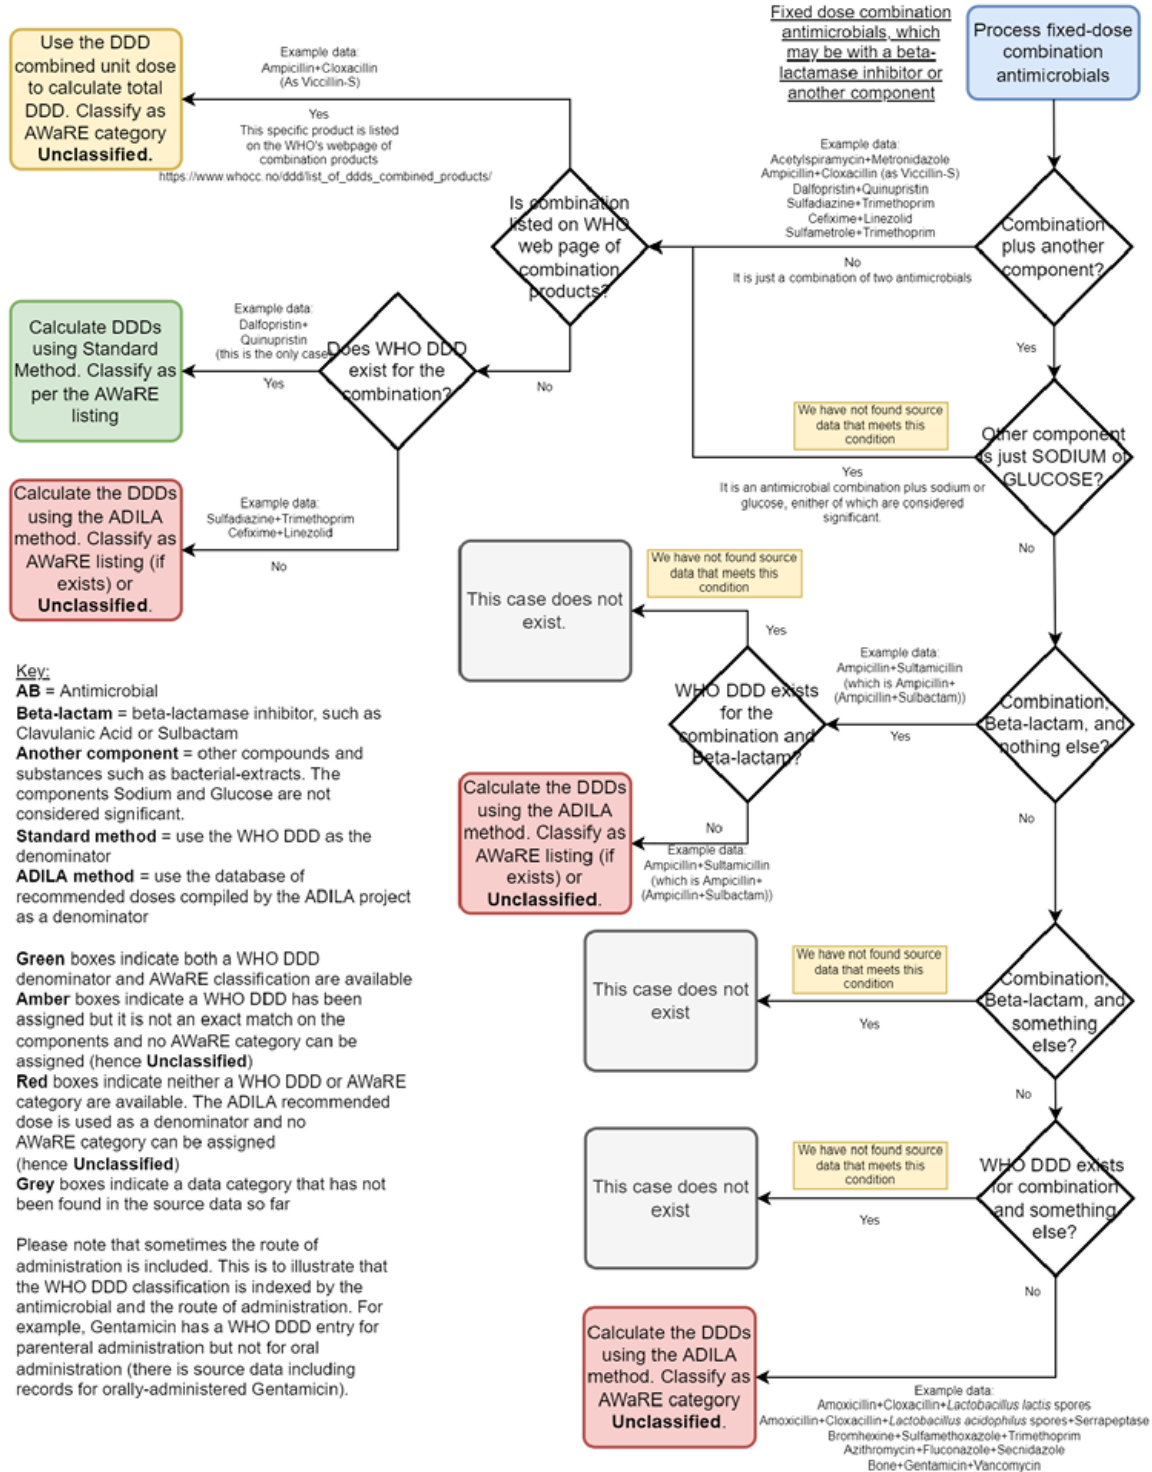 Fixed dose combination
antimicrobials, which
may be with a beta-
lactamase inhibitor or
another component
Process fixed-dose
combination
antimicrobials
Use the DDD
combined unit dose
to calculate total
DDD. Classify as
AWaRE category
Unclassified.
Example data:
Ampicillin+Cloxacillin
(As Viccillin-S)
Yes
This specific product is listed
on the WHO's webpage of
combination products
https://www.whocc.no/ddd/list_of_ddds_combined_products/
Is combination
listed on WHO
web page of
combination
products?
Example data:
Acetylspiramycin+Metronidazole
Ampicillin+Cloxacillin (as Viccillin-S)
Dalfopristin+Quinupristin
Sulfadiazine+Trimethoprim
Cefixime+Linezolid
Sulfametrole+Trimethoprim
No
It is just a combination of two antimicrobials
Combination
plus another
component?
Yes
Calculate DDDs
using Standard
Method. Classify as
per the AWaRE
listing
Example data:
Dalfopristin+
Quinupristin
(this is the only case
Yes
Does WHO DDD
exist for the
combination?
No
We have not found source
data that meets this
condition
Yes
It is an antimicrobial combination plus sodium or
glucose, enither of which are considered
significant.
Other component
is just SODIUM or
GLUCOSE?
No
Calculate the DDDs
using the ADILA
method. Classify as
AWaRE listing (if
exists) or
Unclassified.
Example data:
Sulfadiazine+Trimethoprim
Cefixime+Linezolid
No
This case does not
exist.
We have not found source
data that meets this
condition
Yes
WHO DDD exists
for the
combination and
Beta-lactam?
Example data:
Ampicillin+Sultamicillin
(which is Ampicillin+
(Ampicillin+Sulbactam))
Yes
Combination,
Beta-lactam, and
nothing else?
No
Calculate the DDDs
using the ADILA
method. Classify as
AWaRE listing (if
exists) or
Unclassified.
No
Example data:
Ampicillin+Sultamicillin
(which is Ampicillin+
(Ampicillin+Sulbactam))
This case does not
exist
We have not found source
data that meets this
condition
Yes
Combination,
Beta-lactam, and
something
else?
No
This case does not
exist
We have not found source
data that meets this
condition
Yes
WHO DDD exists
for combination
and something
else?
No
Calculate the DDDs
using the ADILA
method. Classify as
AWaRE category
Unclassified.
Example data:
Amoxicillin+Cloxacillin+Lactobacillus lactis spores
Amoxicillin+Cloxacillin+Lactobacillus acidophilus spores+Serrapeptase
Bromhexine+Sulfamethoxazole+Trimethoprim
Azithromycin+Fluconazole+Secnidazole
Bone+Gentamicin+Vancomycin
Key:
AB = Antimicrobial
Beta-lactam = beta-lactamase inhibitor, such as
Clavulanic Acid or Sulbactam
Another component = other compounds and
substances such as bacterial-extracts. The
components Sodium and Glucose are not
considered significant.
Standard method = use the WHO DDD as the
denominator
ADILA method = use the database of
recommended doses compiled by the ADILA project
as a denominator
Green boxes indicate both a WHO DDD
denominator and AWaRE classification are available
Amber boxes indicate a WHO DDD has been
assigned but it is not an exact match on the
components and no AWaRE category can be
assigned (hence Unclassified)
Red boxes indicate neither a WHO DDD or AWaRE
category are available. The ADILA recommended
dose is used as a denominator and no
AWaRE category can be assigned
(hence Unclassified)
Grey boxes indicate a data category that has not
been found in the source data so far
Please note that sometimes the route of
administration is included. This is to illustrate that
the WHO DDD classification is indexed by the
antimicrobial and the route of administration. For
example, Gentamicin has a WHO DDD entry for
parenteral administration but not for oral
administration (there is source data including
records for orally-administered Gentamicin).